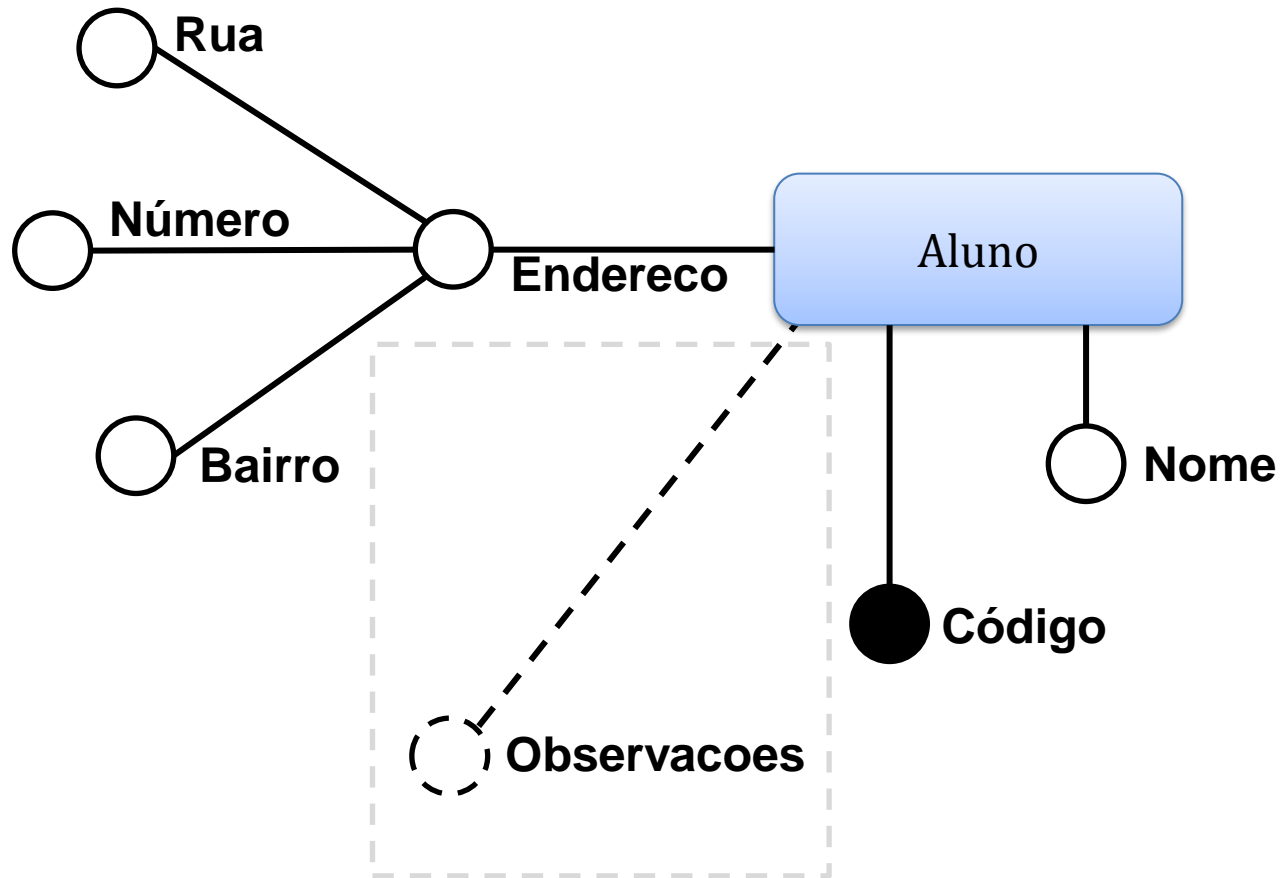 Rua
Número
Endereco
Aluno
Bairro
Nome
Código
Observacoes